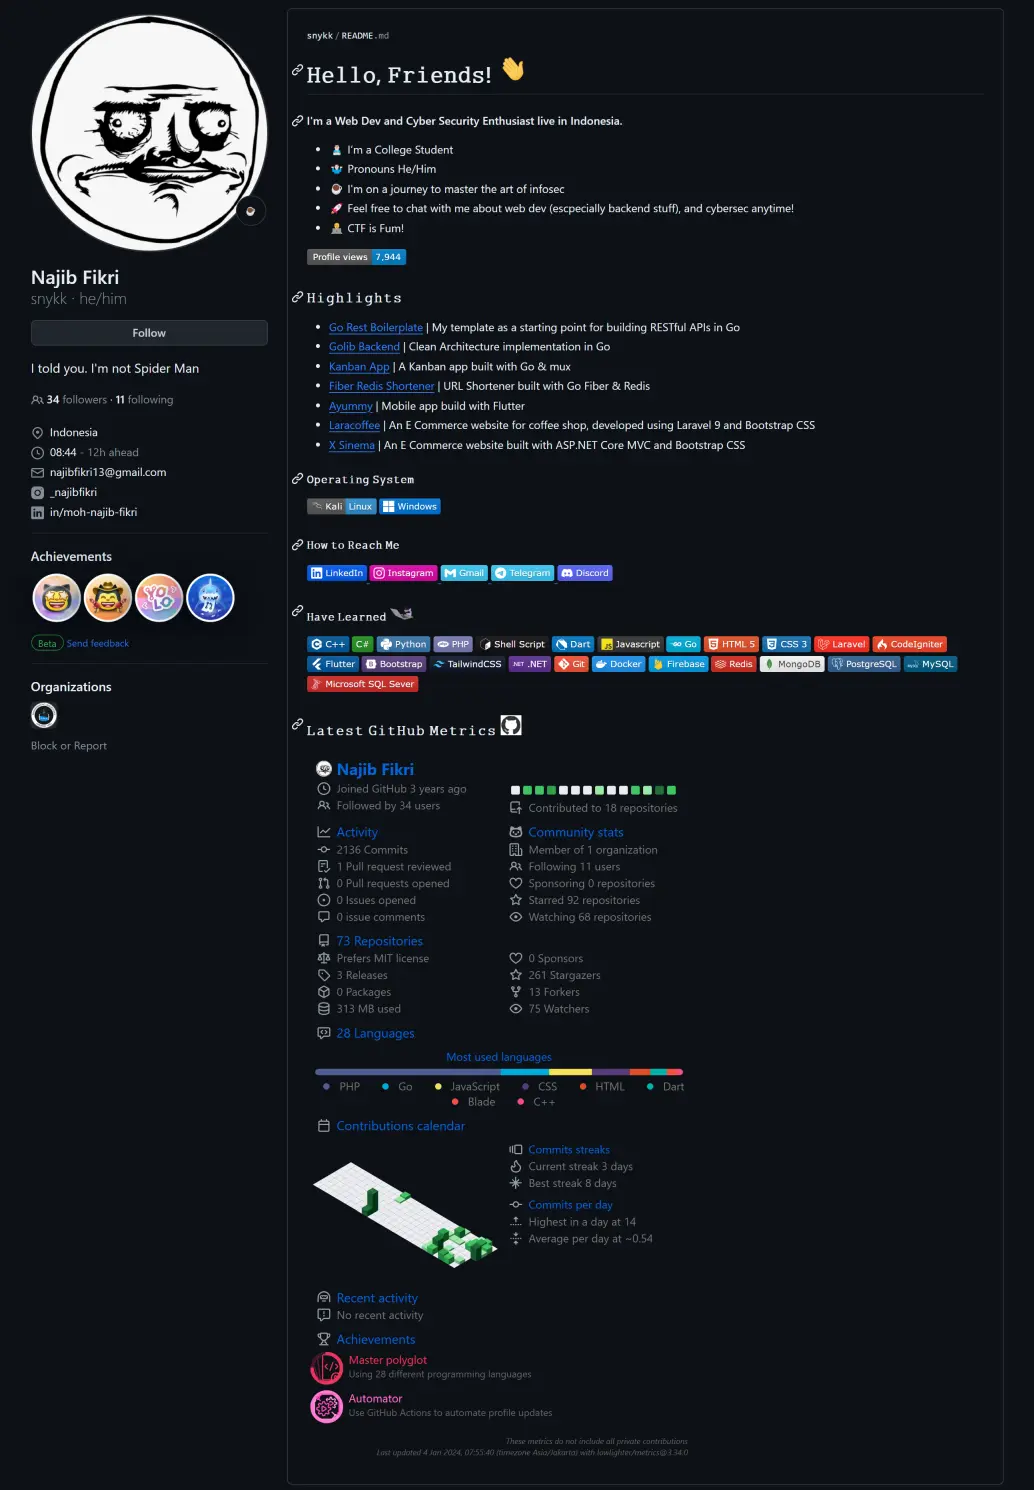 Najib Fikri
snykk · he/him
Follow
I told you. I'm not Spider Man
34 followers · 11 following
Indonesia
08:44 - 12h ahead
najibfikri13@gmail.com
_najibfikri
in/moh-najib-fikri
Achievements
YOLO
Beta Send feedback
Organizations
Block or Report
snykk / README.md
Hello, Friends!
I'm a Web Dev and Cyber Security Enthusiast live in Indonesia.
I'm a College Student
Pronouns He/Him
I'm on a journey to master the art of infosec
Feel free to chat with me about web dev (escpecially backend stuff), and cybersec anytime!
CTF is Fum!
Profile views 7,944
Highlights
Go Rest Boilerplate | My template as a starting point for building RESTful APIs in Go
Golib Backend | Clean Architecture implementation in Go
Kanban App | A Kanban app built with Go & mux
Fiber Redis Shortener | URL Shortener built with Go Fiber & Redis
Ayummy | Mobile app build with Flutter
Laracoffee | An E Commerce website for coffee shop, developed using Laravel 9 and Bootstrap CSS
X Sinema | An E Commerce website built with ASP.NET Core MVC and Bootstrap CSS
Operating System
Kali Linux Windows
How to Reach Me
LinkedIn Instagram Gmail Telegram Discord
Have Learned
C++ C# Python PHP Shell Script Dart Javascript Go HTML 5 CSS 3 Laravel CodeIgniter
Flutter Bootstrap TailwindCSS .NET .NET Git Docker Firebase Redis MongoDB PostgreSQL MySQL
Microsoft SQL Sever
Latest GitHub Metrics
Najib Fikri
Joined GitHub 3 years ago
Followed by 34 users
Contributed to 18 repositories
Activity
2136 Commits
1 Pull request reviewed
0 Pull requests opened
0 Issues opened
0 issue comments
Community stats
Member of 1 organization
Following 11 users
Sponsoring 0 repositories
Starred 92 repositories
Watching 68 repositories
73 Repositories
Prefers MIT license
3 Releases
0 Packages
313 MB used
0 Sponsors
261 Stargazers
13 Forkers
75 Watchers
28 Languages
Most used languages
PHP Go JavaScript CSS HTML Dart
Blade C++
Contributions calendar
Commits streaks
Current streak 3 days
Best streak 8 days
Commits per day
Highest in a day at 14
Average per day at ~0.54
Recent activity
No recent activity
Achievements
Master polyglot
Using 28 different programming languages
Automator
Use GitHub Actions to automate profile updates
These metrics do not include all private contributions
Last updated 4 Jan 2024, 07:55:40 (timezone Asia/Jakarta) with lowlighter/metrics@3.34.0